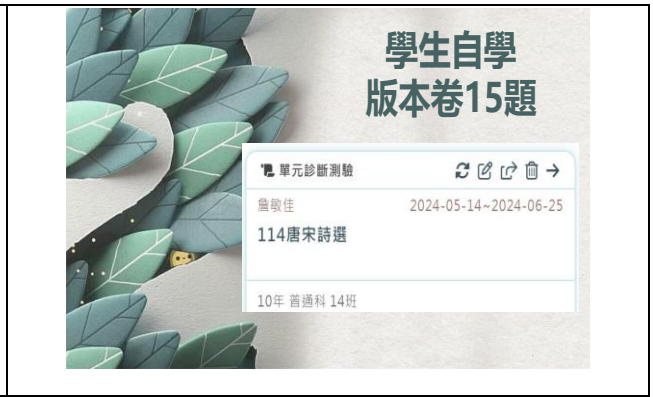 學生自學
版本卷15題
單元診斷測驗
詹敏佳
2024-05-14~2024-06-25
114唐宋詩選
10年 普通科 14班